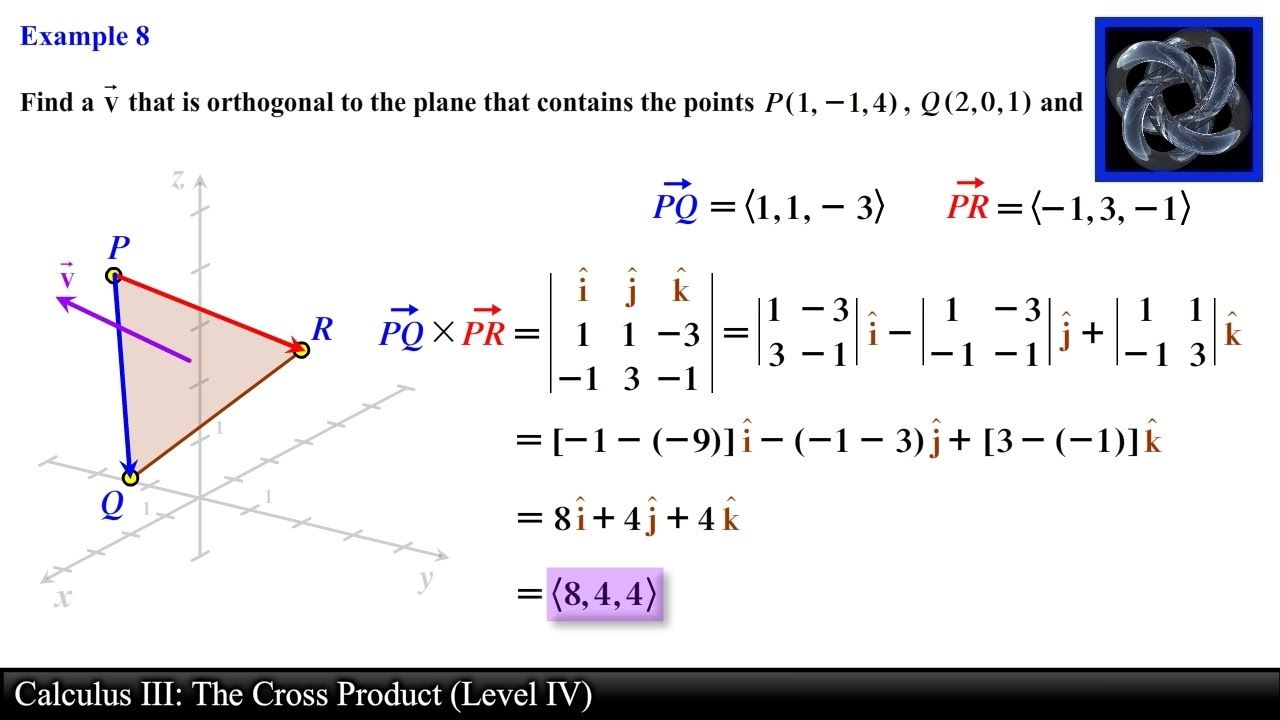 Example 8
Find a v⃗ that is orthogonal to the plane that contains the points P(1, −1, 4) , Q(2, 0, 1) and
PQ⃗ = ⟨1, 1, − 3⟩   PR⃗ = ⟨−1, 3, −1⟩
z
P
v⃗
R
Q
1
1
1
x
y
PQ⃗ × PR⃗ = | î ĵ k̂ | = | 1 − 3 | î − | 1 − 3 | ĵ + | 1 1 | k̂
| 1 1 −3 | | 3 − 1 | | − 1 − 1 | | − 1 3 |
| −1 3 −1 |
= [−1 − (−9)] î − (−1 − 3) ĵ + [3 − (−1)] k̂
= 8 î + 4 ĵ + 4 k̂
= ⟨8, 4, 4⟩
Calculus III: The Cross Product (Level IV)